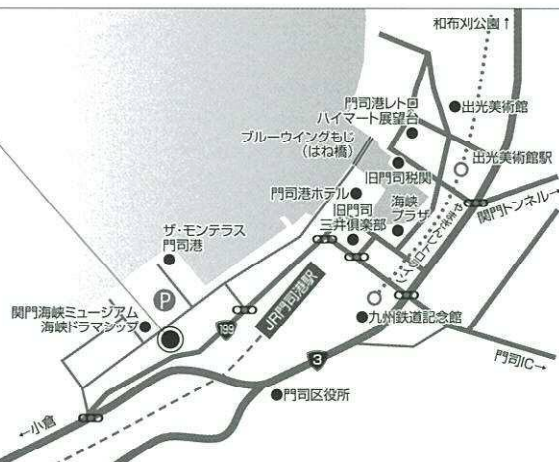 和布刈公園↑
門司港レトロ
ハイマート展望台
出光美術館
ブルーウイングもじ
(はね橋)
出光美術館駅
旧門司税関
門司港ホテル
海峡
プラザ
関門トンネル→
旧門司
三井倶楽部
ザ・モンテラス
門司港
P
JR門司港駅
関門海峡ミュージアム
海峡ドラマシップ
199
九州鉄道記念館
3
門司IC→
門司区役所
←小倉